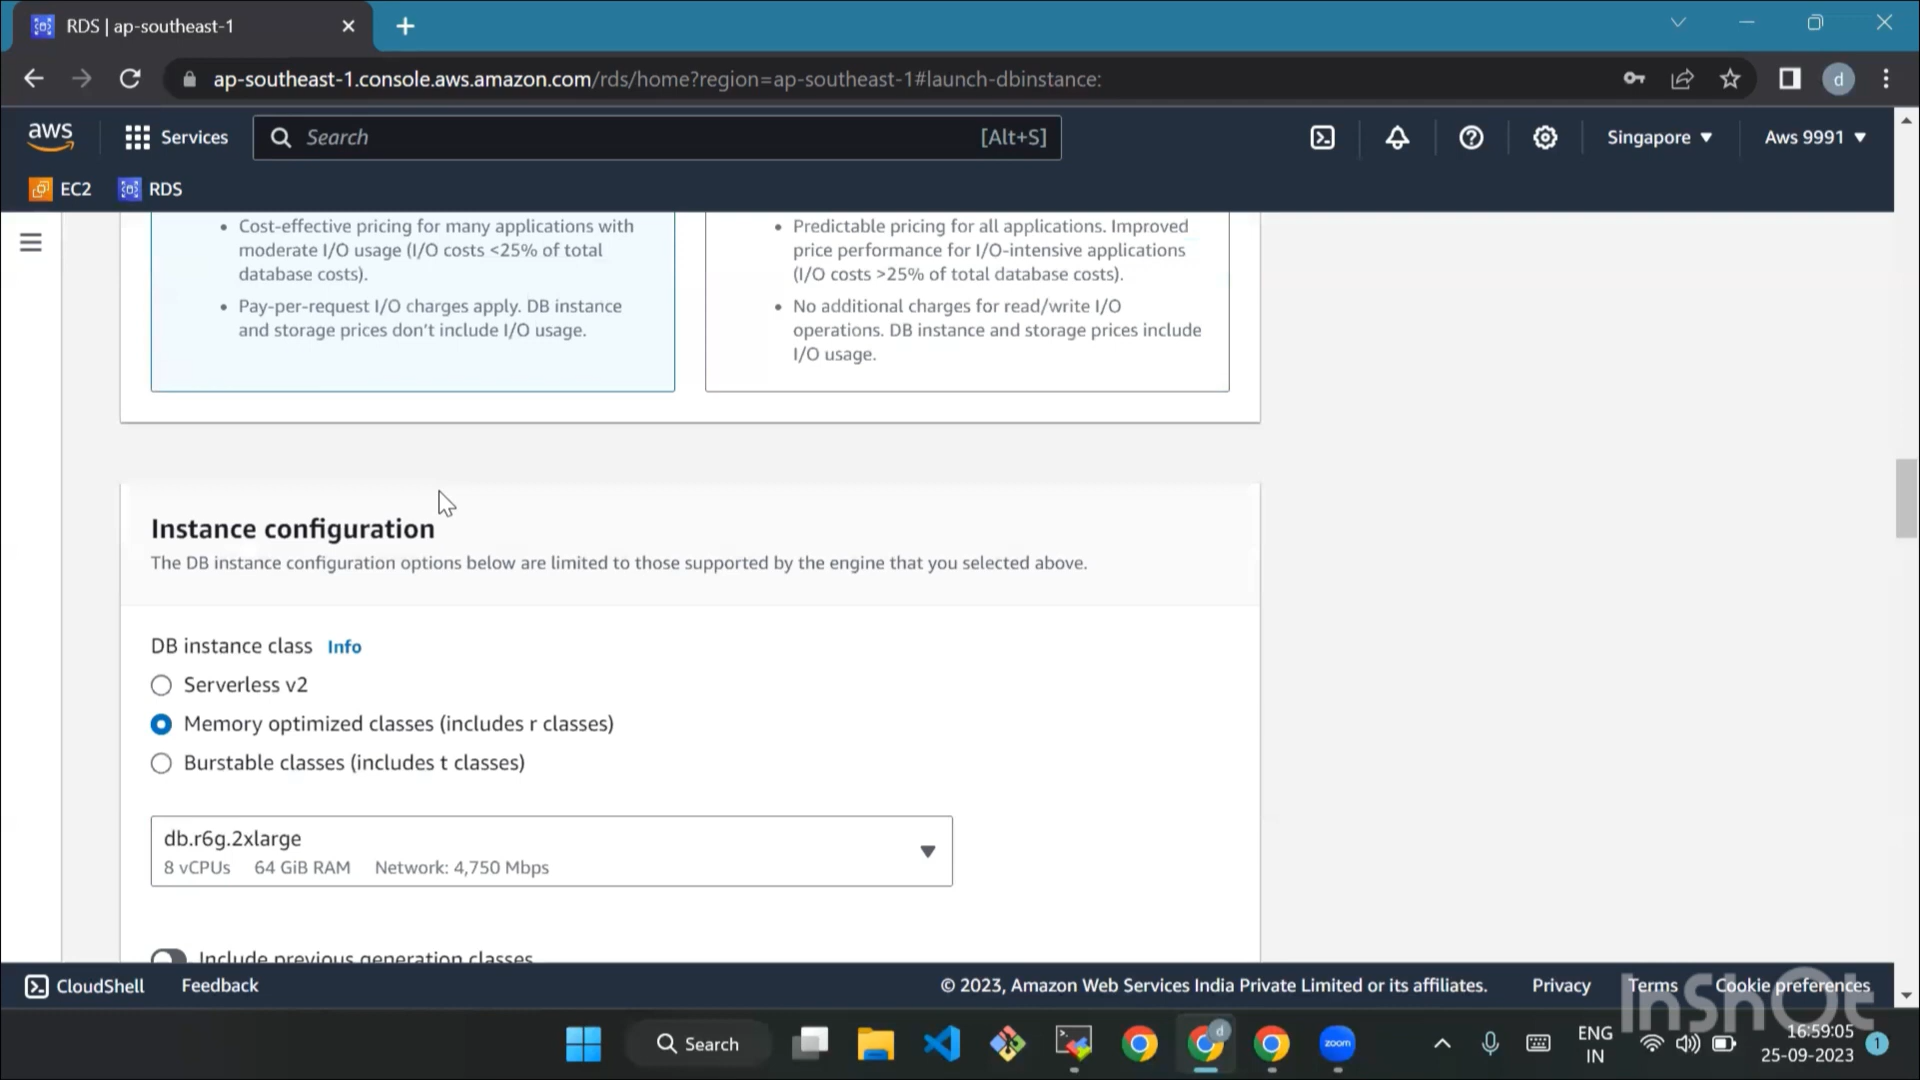 RDS | ap-southeast-1
ap-southeast-1.console.aws.amazon.com/rds/home?region=ap-southeast-1#launch-dbinstance:
d
aws
Services
Search
[Alt+S]
Singapore
Aws 9991
EC2
RDS
• Cost-effective pricing for many applications with
moderate I/O usage (I/O costs <25% of total
database costs).
• Pay-per-request I/O charges apply. DB instance
and storage prices don't include I/O usage.
• Predictable pricing for all applications. Improved
price performance for I/O-intensive applications
(I/O costs >25% of total database costs).
• No additional charges for read/write I/O
operations. DB instance and storage prices include
I/O usage.
Instance configuration
The DB instance configuration options below are limited to those supported by the engine that you selected above.
DB instance class Info
Serverless v2
Memory optimized classes (includes r classes)
Burstable classes (includes t classes)
db.r6g.2xlarge
8 vCPUs 64 GiB RAM Network: 4,750 Mbps
Include previous generation classes
CloudShell
Feedback
© 2023, Amazon Web Services India Private Limited or its affiliates.
Privacy
Terms
Cookie preferences
InShOt
Search
d
zoom
ENG
IN
16:59:05
25-09-2023
1